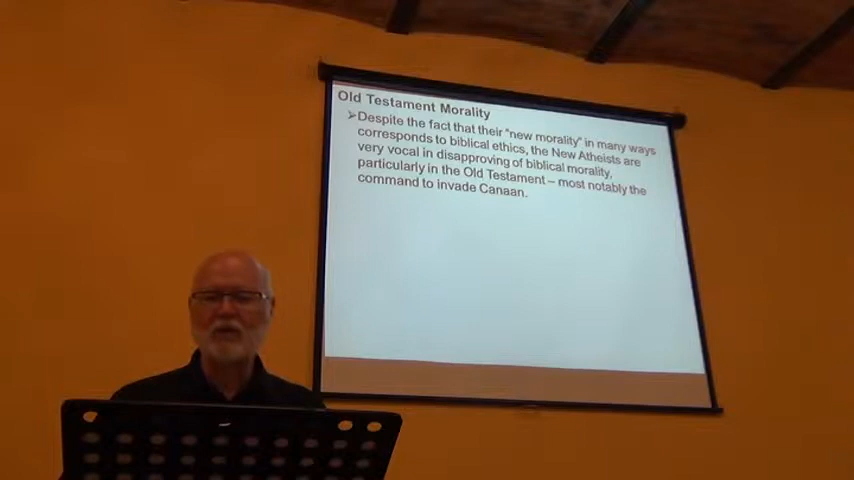 Old Testament Morality
➢Despite the fact that their "new morality" in many ways
corresponds to biblical ethics, the New Atheists are
very vocal in disapproving of biblical morality,
particularly in the Old Testament – most notably the
command to invade Canaan.